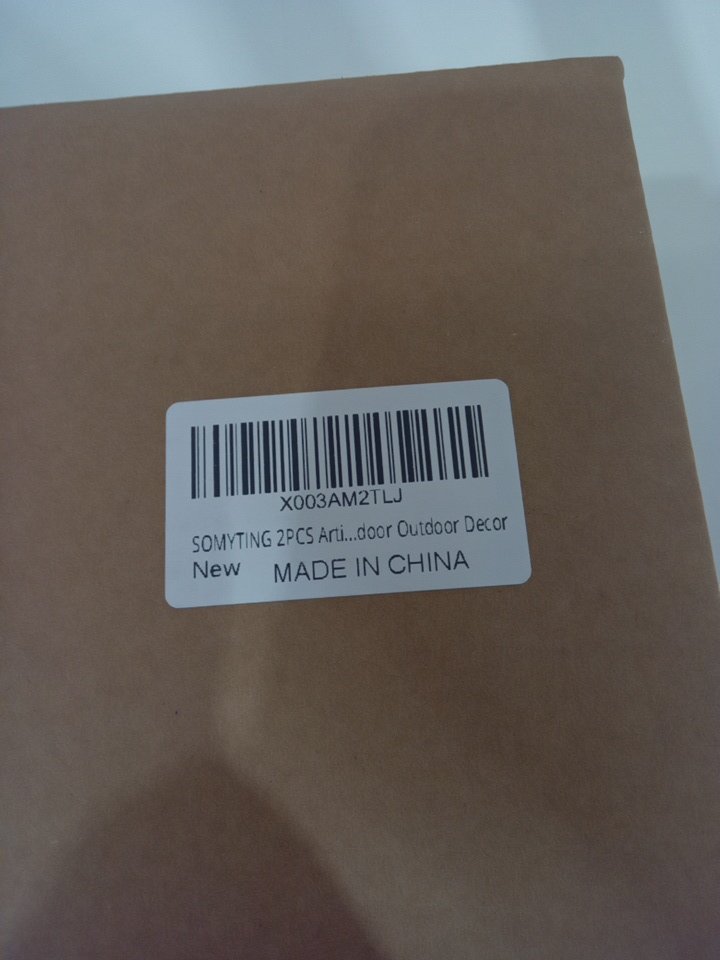 X003AM2TLJ
SOMYTING 2PCS Arti...door Outdoor Decor
New MADE IN CHINA